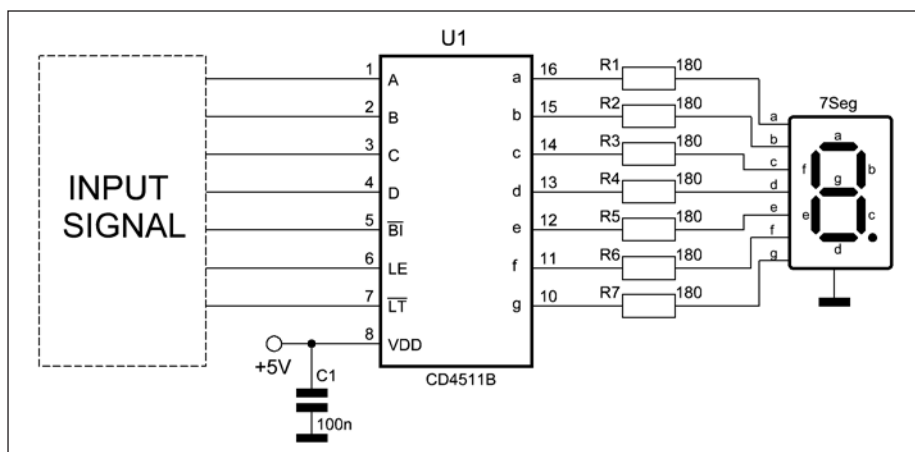 U1
INPUT
SIGNAL
1 A
2 B
3 C
4 D
5 BI
6 LE
7 LT
8 VDD
+5V
C1
100n
a 16 R1 180
b 15 R2 180
c 14 R3 180
d 13 R4 180
e 12 R5 180
f 11 R6 180
g 10 R7 180
CD4511B
7Seg
a
b
c
d
e
f
g
a
f b
g
e c
d